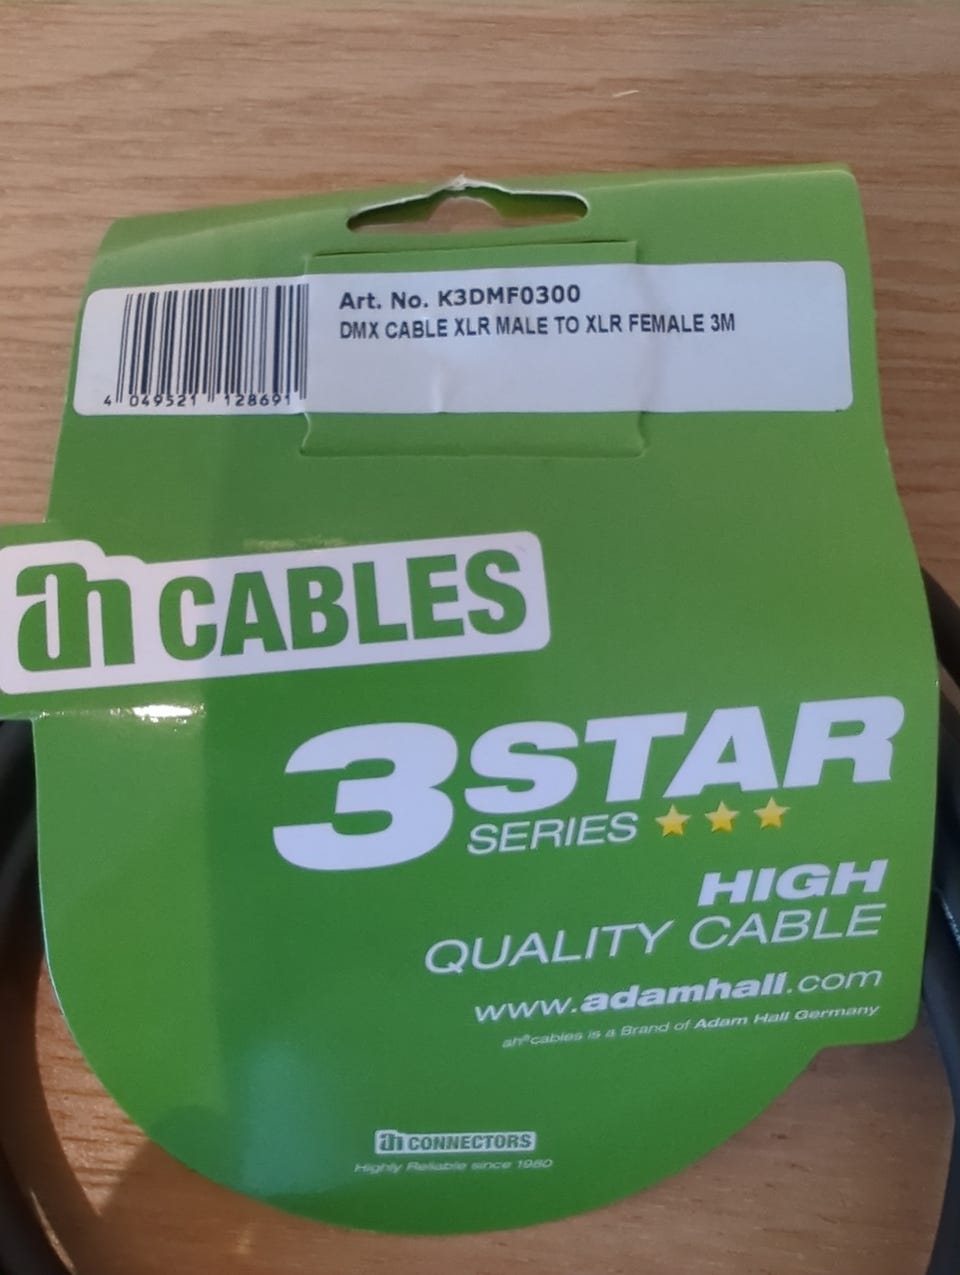 Art. No. K3DMF0300
DMX CABLE XLR MALE TO XLR FEMALE 3M
4 049521 128691
ah CABLES
3STAR
SERIES
HIGH
QUALITY CABLE
www.adamhall.com
ah®cables is a Brand of Adam Hall Germany
ah CONNECTORS
Highly Reliable since 1980